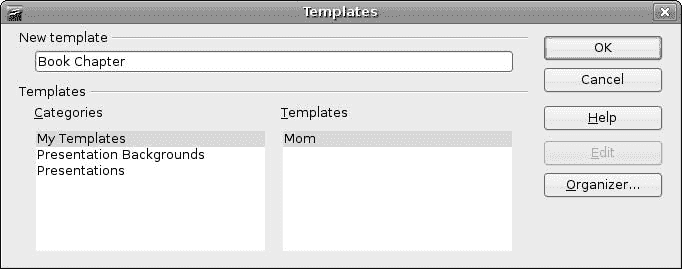 Templates
New template
Book Chapter
Templates
Categories
My Templates
Presentation Backgrounds
Presentations
Templates
Mom
OK
Cancel
Help
Edit
Organizer...